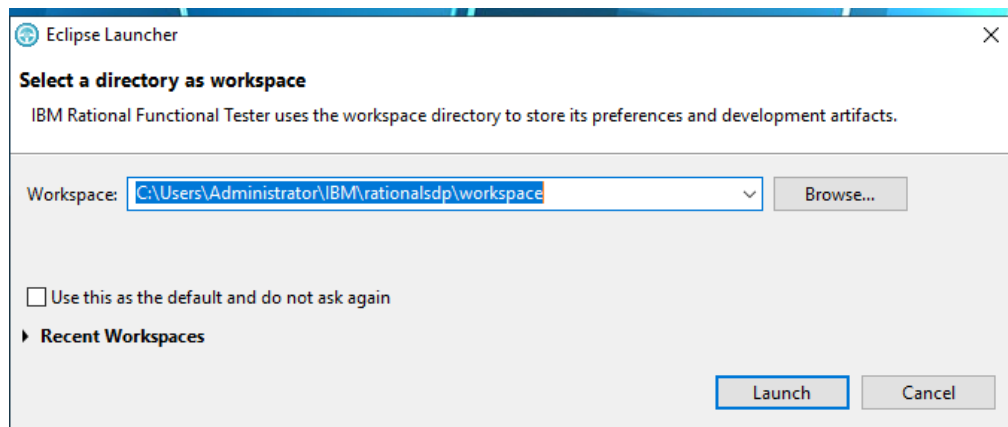 Eclipse Launcher
Select a directory as workspace
IBM Rational Functional Tester uses the workspace directory to store its preferences and development artifacts.
Workspace: C:\Users\Administrator\IBM\rationalsdp\workspace Browse...
Use this as the default and do not ask again
Recent Workspaces
Launch Cancel